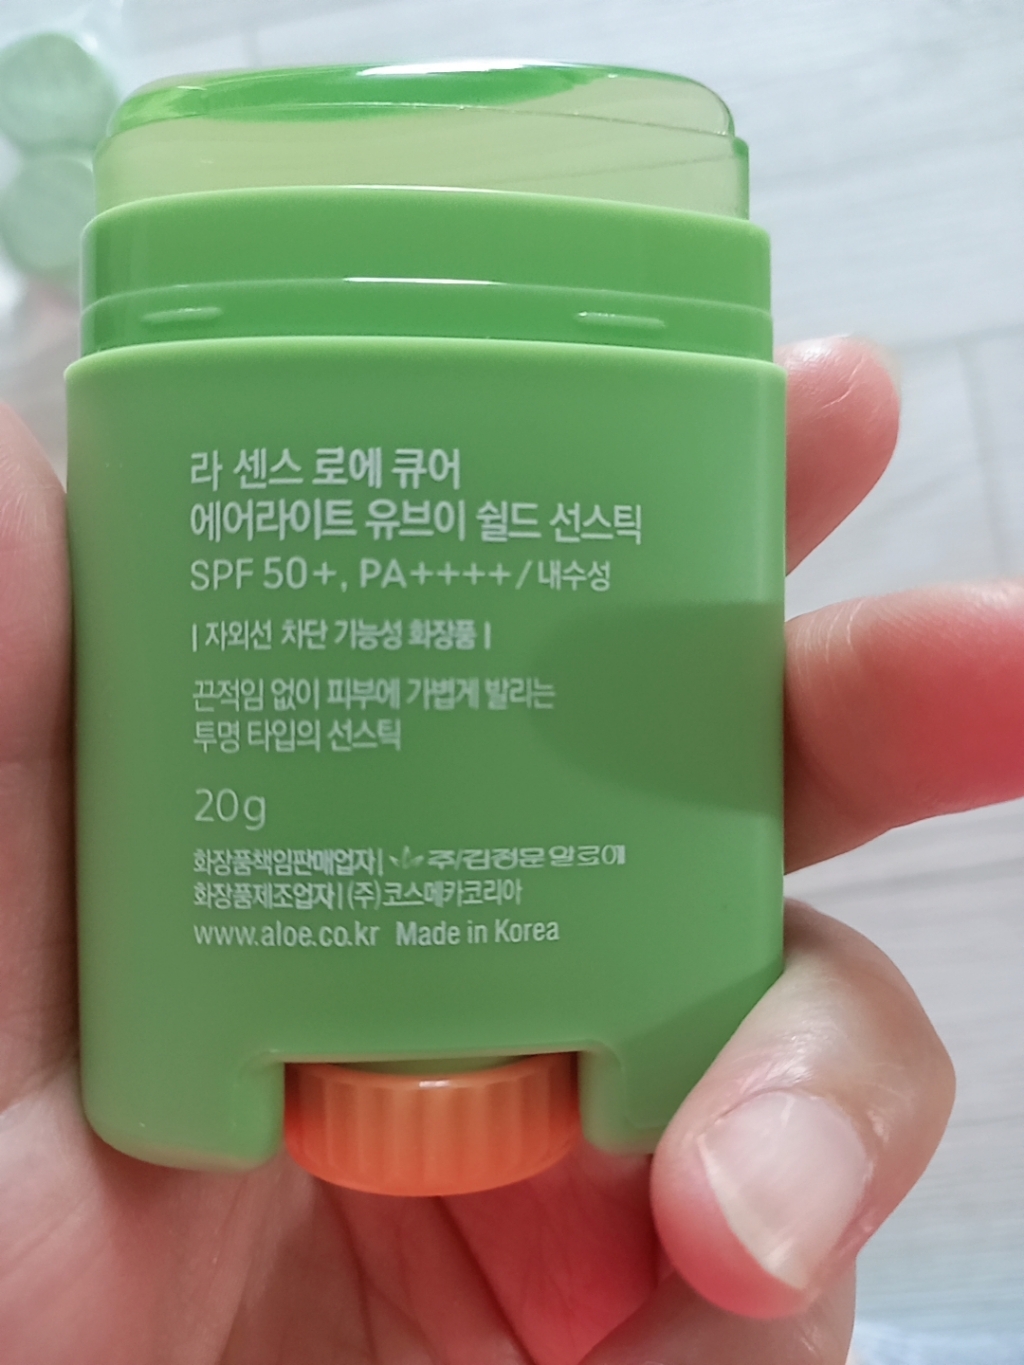 라 센스 로에 큐어
에어라이트 유브이 쉴드 선스틱
SPF 50+, PA++++/내수성
| 자외선 차단 기능성 화장품 |
끈적임 없이 피부에 가볍게 발리는
투명 타입의 선스틱
20g
화장품책임판매업자| 주/김정문알로에
화장품제조업자| (주)코스메카코리아
www.aloe.co.kr Made in Korea